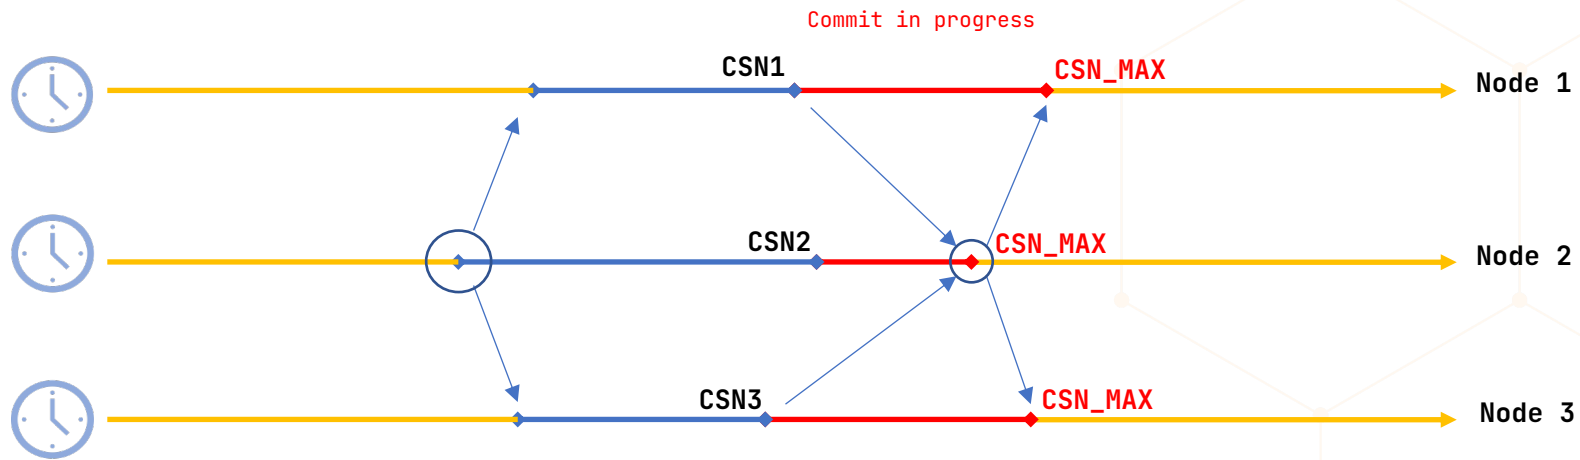 Commit in progress
CSN1
CSN_MAX
Node 1
CSN2
CSN_MAX
Node 2
CSN3
CSN_MAX
Node 3